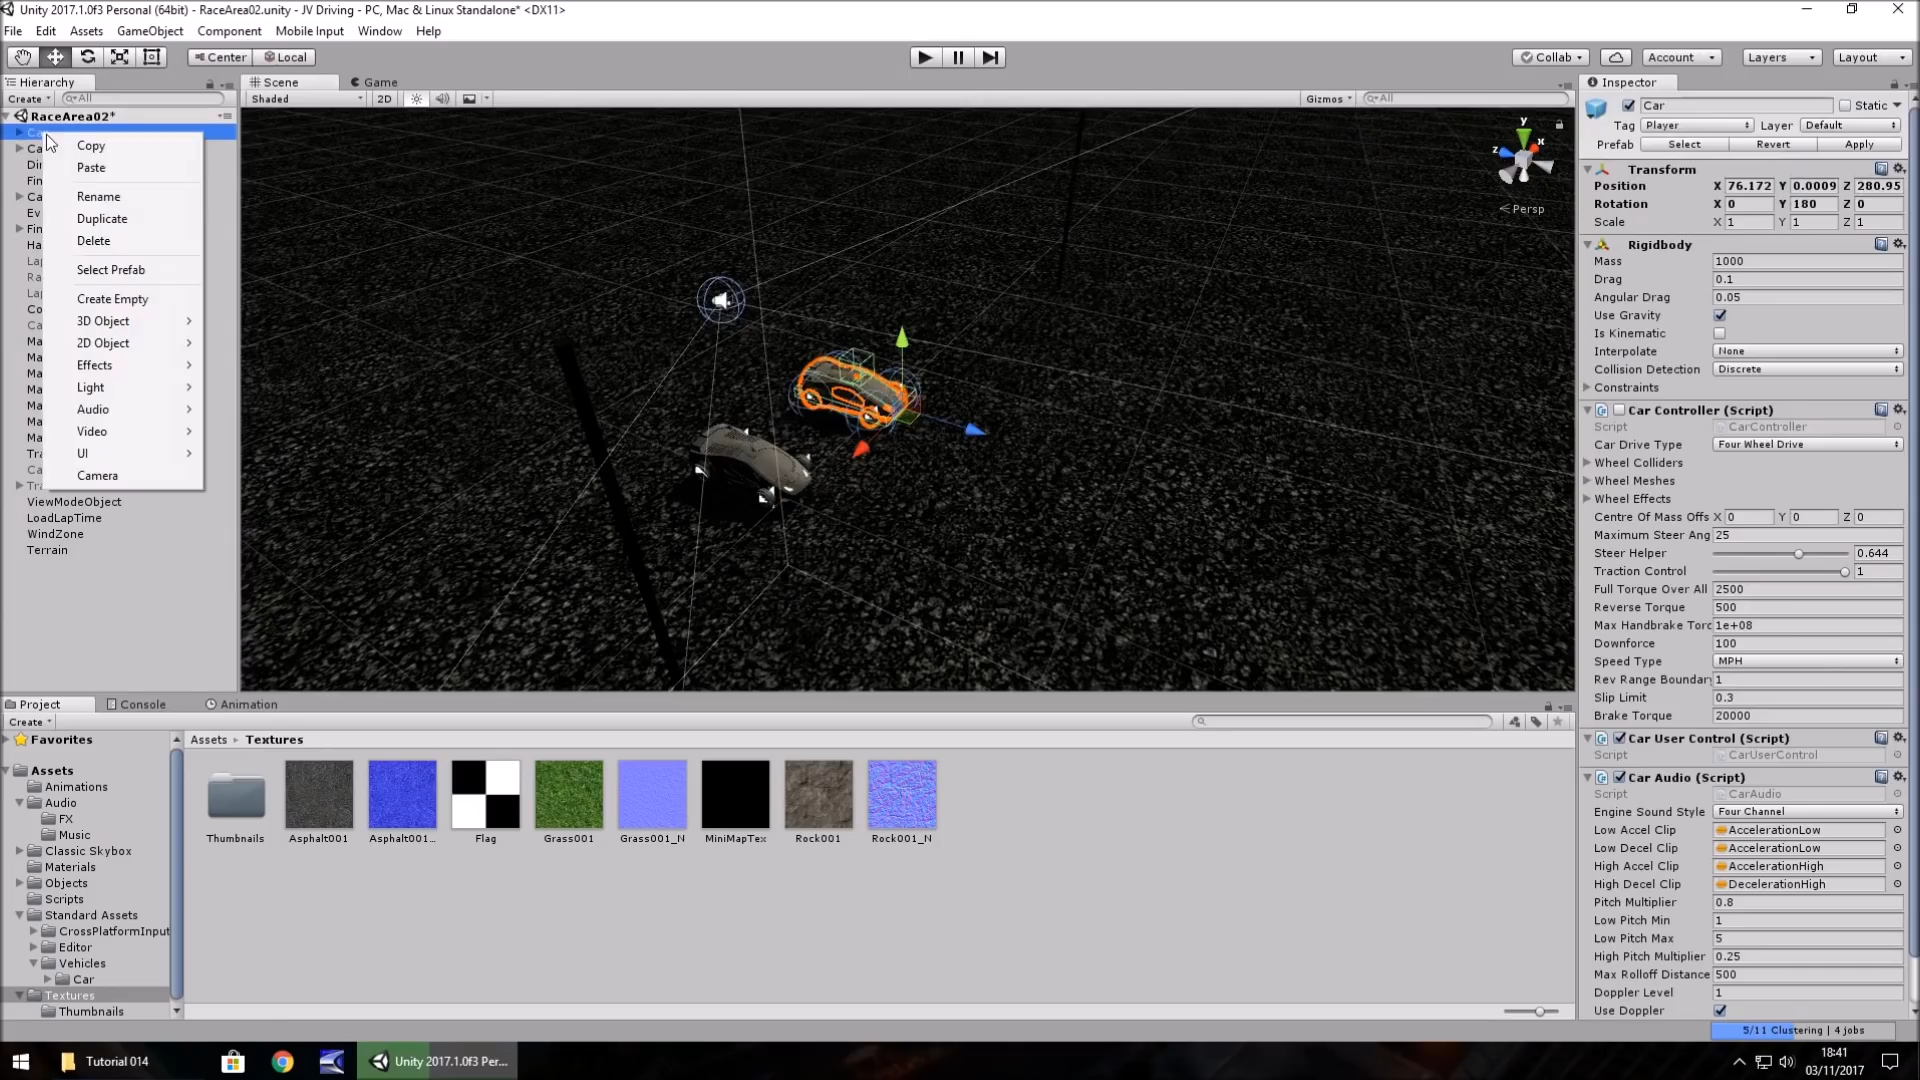 Unity 2017.1.0f3 Personal (64bit) - RaceArea02.unity - JV Driving - PC, Mac & Linux Standalone* <DX11>
File Edit Assets GameObject Component Mobile Input Window Help
Center Local Collab Account Layers Layout
Hierarchy Scene Game Inspector
Create All Shaded 2D Gizmos All
RaceArea02*
Car Static
Tag Player Layer Default
Prefab Select Revert Apply
Copy
Paste
Rename
Duplicate
Delete
Select Prefab
Create Empty
3D Object
2D Object
Effects
Light
Audio
Video
UI
Camera
ViewModeObject
LoadLapTime
WindZone
Terrain
y
x
z
Persp
Transform
Position X 76.172 Y 0.0009 Z 280.95
Rotation X 0 Y 180 Z 0
Scale X 1 Y 1 Z 1
Rigidbody
Mass 1000
Drag 0.1
Angular Drag 0.05
Use Gravity
Is Kinematic
Interpolate None
Collision Detection Discrete
Constraints
Car Controller (Script)
Script CarController
Car Drive Type Four Wheel Drive
Wheel Colliders
Wheel Meshes
Wheel Effects
Centre Of Mass Offs X 0 Y 0 Z 0
Maximum Steer Ang 25
Steer Helper 0.644
Traction Control 1
Full Torque Over All 2500
Reverse Torque 500
Max Handbrake Torc 1e+08
Downforce 100
Speed Type MPH
Rev Range Boundar 1
Slip Limit 0.3
Brake Torque 20000
Car User Control (Script)
Script CarUserControl
Car Audio (Script)
Script CarAudio
Engine Sound Style Four Channel
Low Accel Clip AccelerationLow
Low Decel Clip AccelerationLow
High Accel Clip AccelerationHigh
High Decel Clip DecelerationHigh
Pitch Multiplier 0.8
Low Pitch Min 1
Low Pitch Max 5
High Pitch Multiplier 0.25
Max Rolloff Distance 500
Doppler Level 1
Use Doppler
Project Console Animation
Create
Favorites
Assets
Animations
Audio
FX
Music
Classic Skybox
Materials
Objects
Scripts
Standard Assets
CrossPlatformInput
Editor
Vehicles
Car
Textures
Thumbnails
Assets Textures
Thumbnails Asphalt001 Asphalt001... Flag Grass001 Grass001_N MiniMapTex Rock001 Rock001_N
5/11 Clustering | 4 jobs
Tutorial 014 Unity 2017.1.0f3 Per...
18:41
03/11/2017